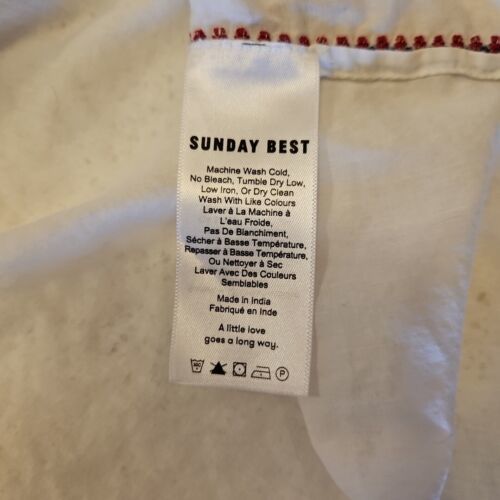 SUNDAY BEST
Machine Wash Cold,
No Bleach, Tumble Dry Low,
Low Iron, Or Dry Clean
Wash With Like Colours
Laver à La Machine à
L'eau Froide,
Pas De Blanchiment,
Sécher à Basse Température,
Repasser à Basse Température,
Ou Nettoyer à Sec
Laver Avec Des Couleurs
Semblables
Made in India
Fabriqué en Inde
A little love
goes a long way.
P